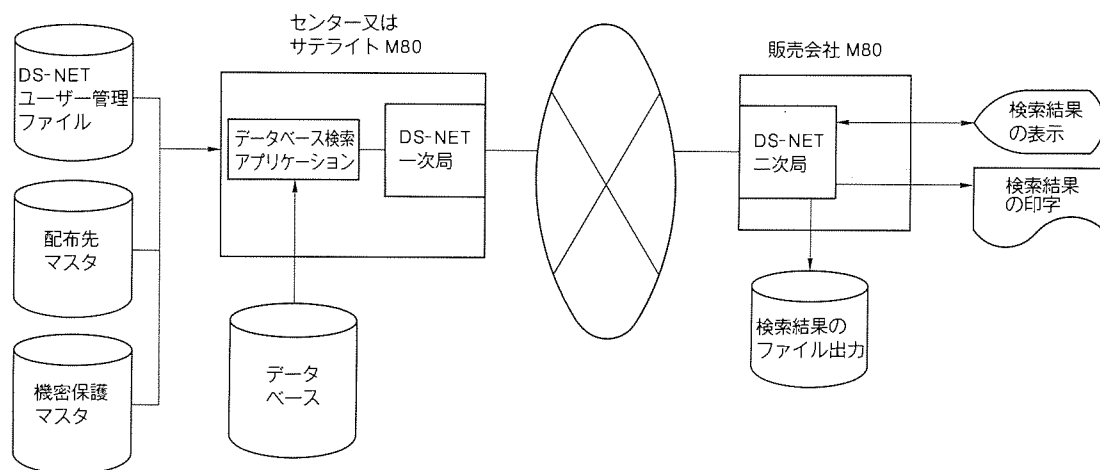 センター又は
サテライト M80
販売会社 M80
DS-NET
ユーザー管理
ファイル
データベース検索
アプリケーション
DS-NET
一次局
DS-NET
二次局
検索結果
の表示
検索結果
の印字
配布先
マスタ
機密保護
マスタ
データ
ベース
検索結果の
ファイル出力